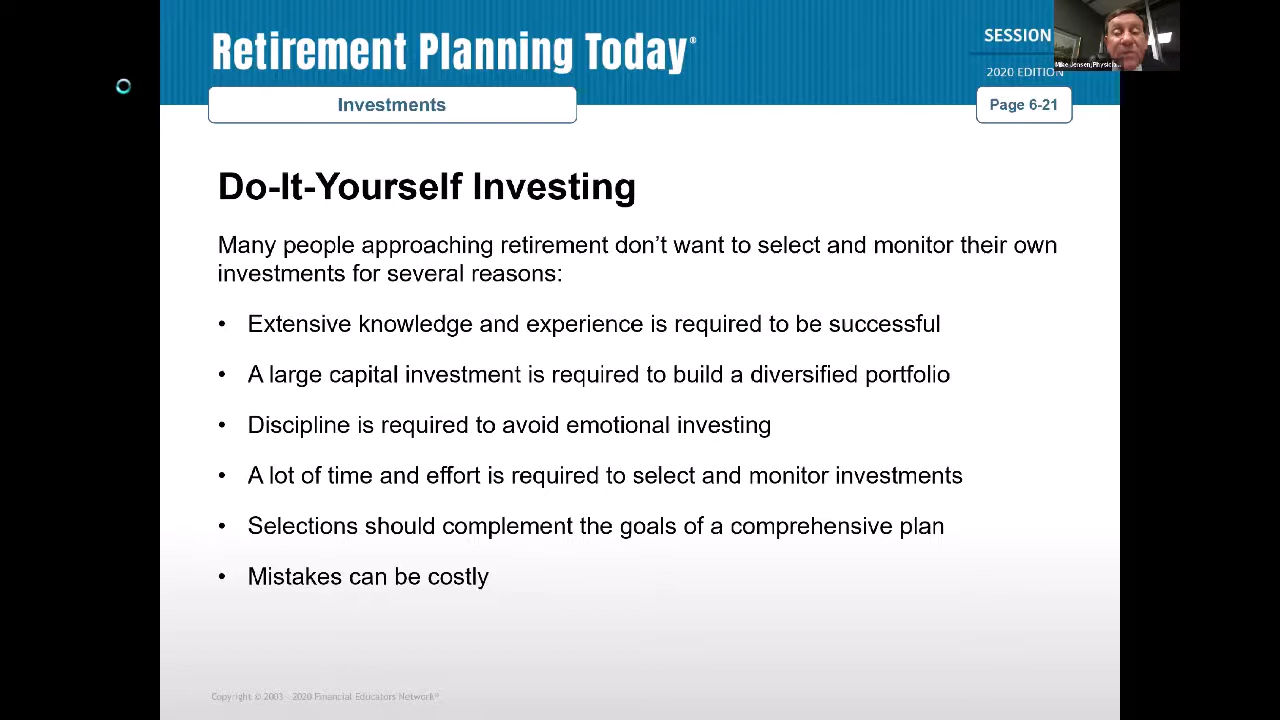 Retirement Planning Today®
SESSION
2020 EDITION
Mike Jensen, Physicia...
Investments
Page 6-21
Do-It-Yourself Investing
Many people approaching retirement don’t want to select and monitor their own
investments for several reasons:
• Extensive knowledge and experience is required to be successful
• A large capital investment is required to build a diversified portfolio
• Discipline is required to avoid emotional investing
• A lot of time and effort is required to select and monitor investments
• Selections should complement the goals of a comprehensive plan
• Mistakes can be costly
Copyright © 2003 - 2020 Financial Educators Network®